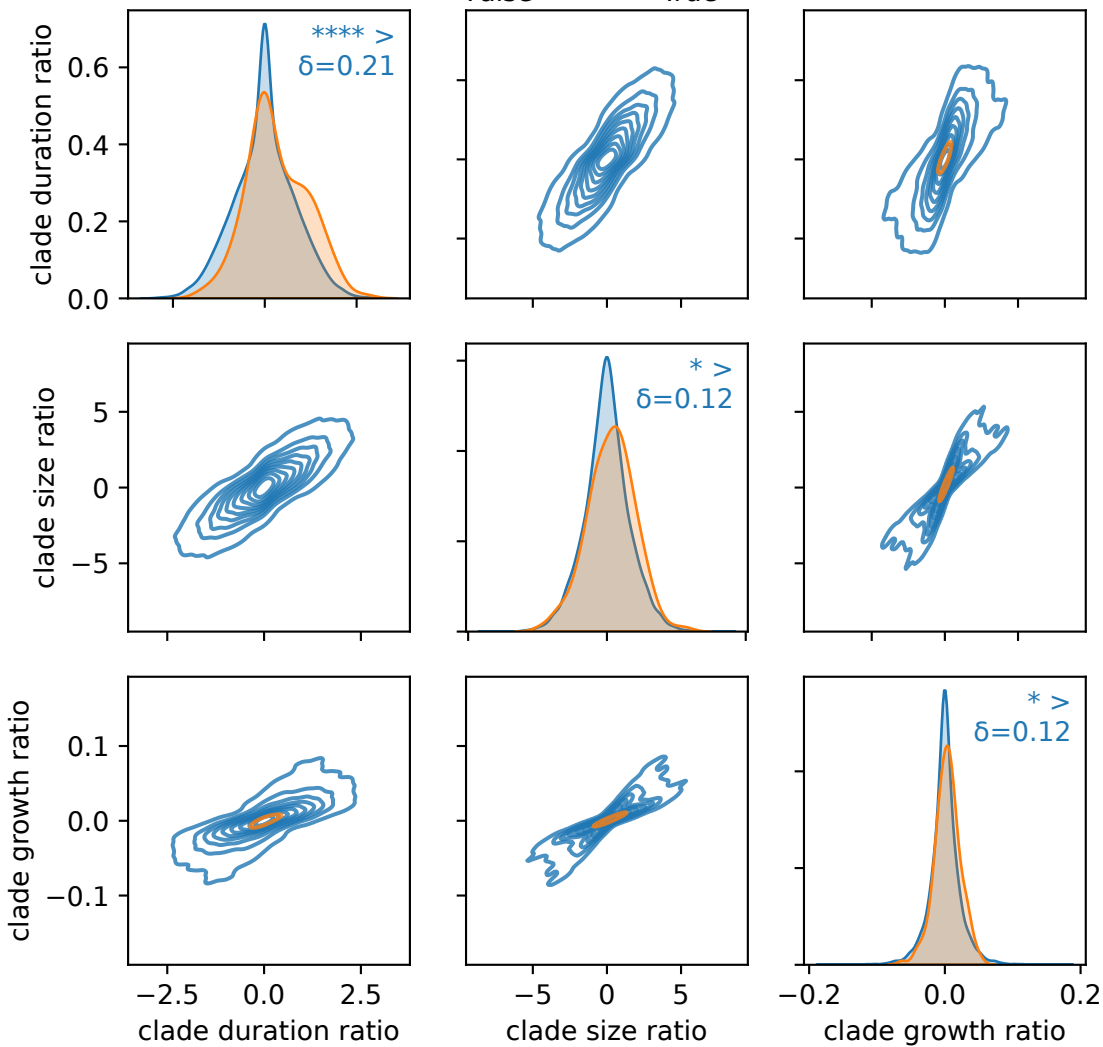 False True
clade duration ratio
0.6
0.4
0.2
0.0
**** >
δ=0.21
clade size ratio
5
0
−5
* >
δ=0.12
clade growth ratio
0.1
0.0
−0.1
* >
δ=0.12
−2.5 0.0 2.5
−5 0 5
−0.2 0.0 0.2
clade duration ratio
clade size ratio
clade growth ratio